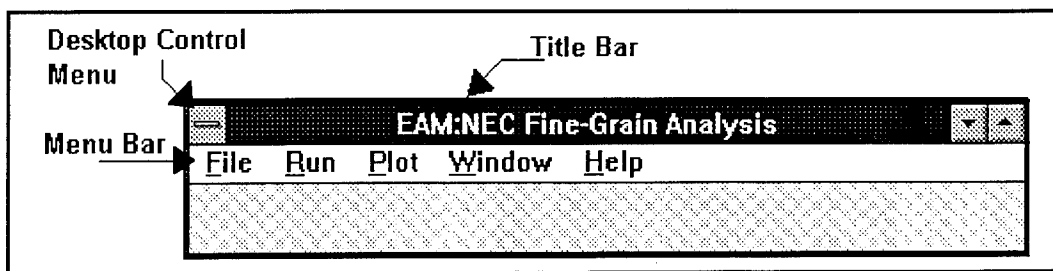 Desktop Control
Menu
Title Bar
EAM:NEC Fine-Grain Analysis
Menu Bar
File Run Plot Window Help